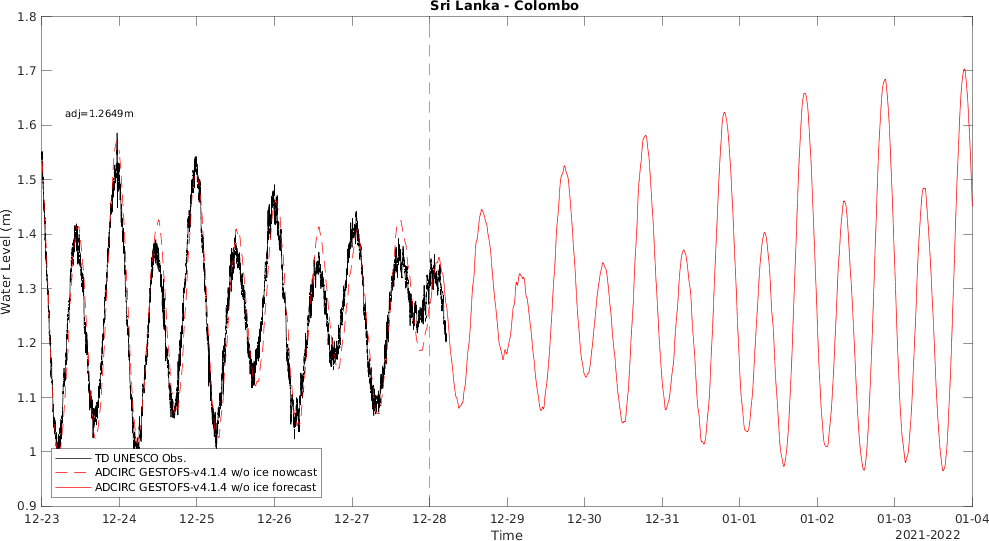 Sri Lanka - Colombo
1.8
1.7
1.6
1.5
1.4
1.3
1.2
1.1
1
0.9
Water Level (m)
adj=1.2649m
TD UNESCO Obs.
ADCIRC GESTOFS-v4.1.4 w/o ice nowcast
ADCIRC GESTOFS-v4.1.4 w/o ice forecast
12-23 12-24 12-25 12-26 12-27 12-28 12-29 12-30 12-31 01-01 01-02 01-03 01-04
Time
2021-2022